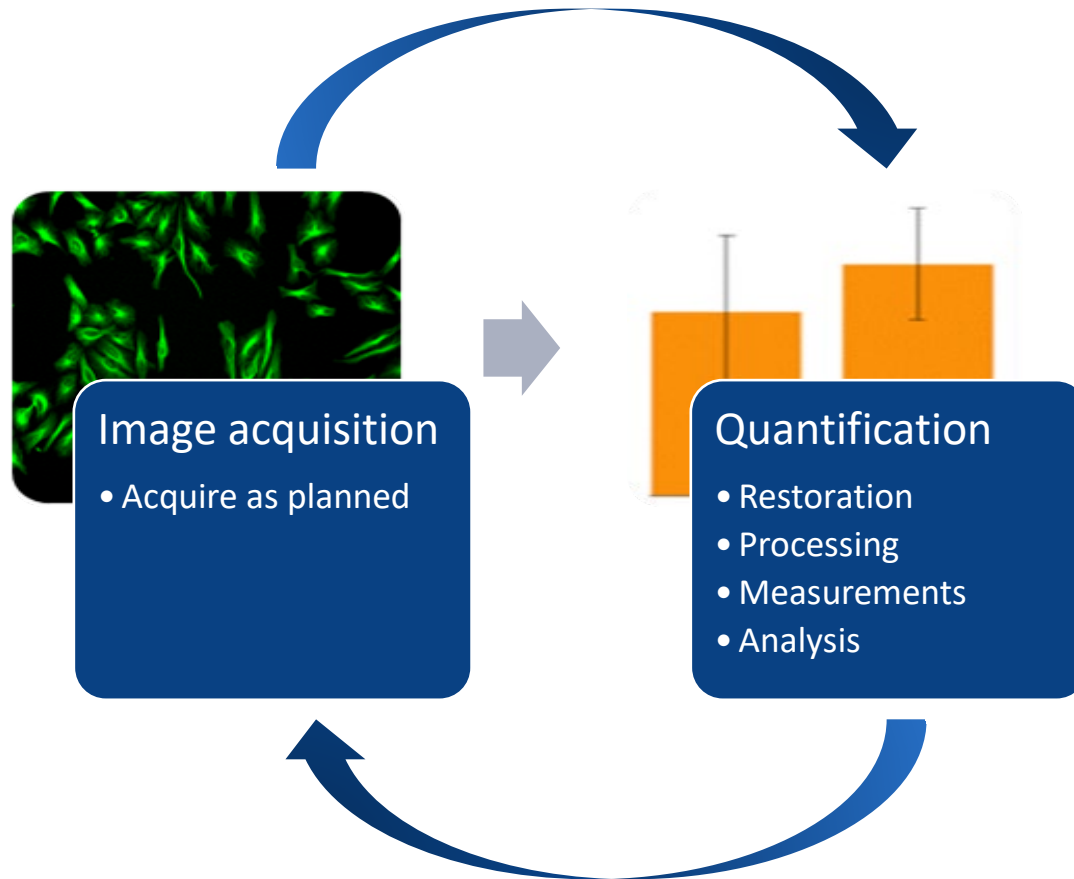 Image acquisition
• Acquire as planned
Quantification
• Restoration
• Processing
• Measurements
• Analysis